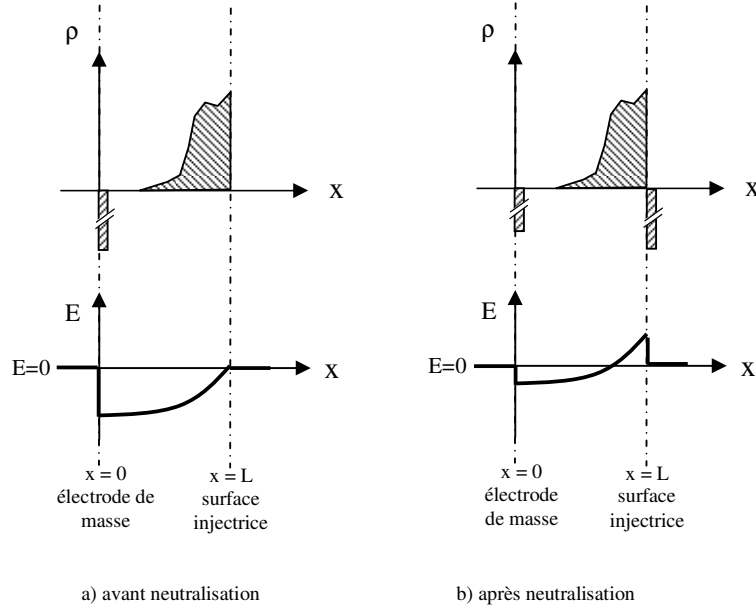 ρ
x
E
E=0
x
x = 0
électrode de
masse
x = L
surface
injectrice
a) avant neutralisation
ρ
x
E
E=0
x
x = 0
électrode
de masse
x = L
surface
injectrice
b) après neutralisation